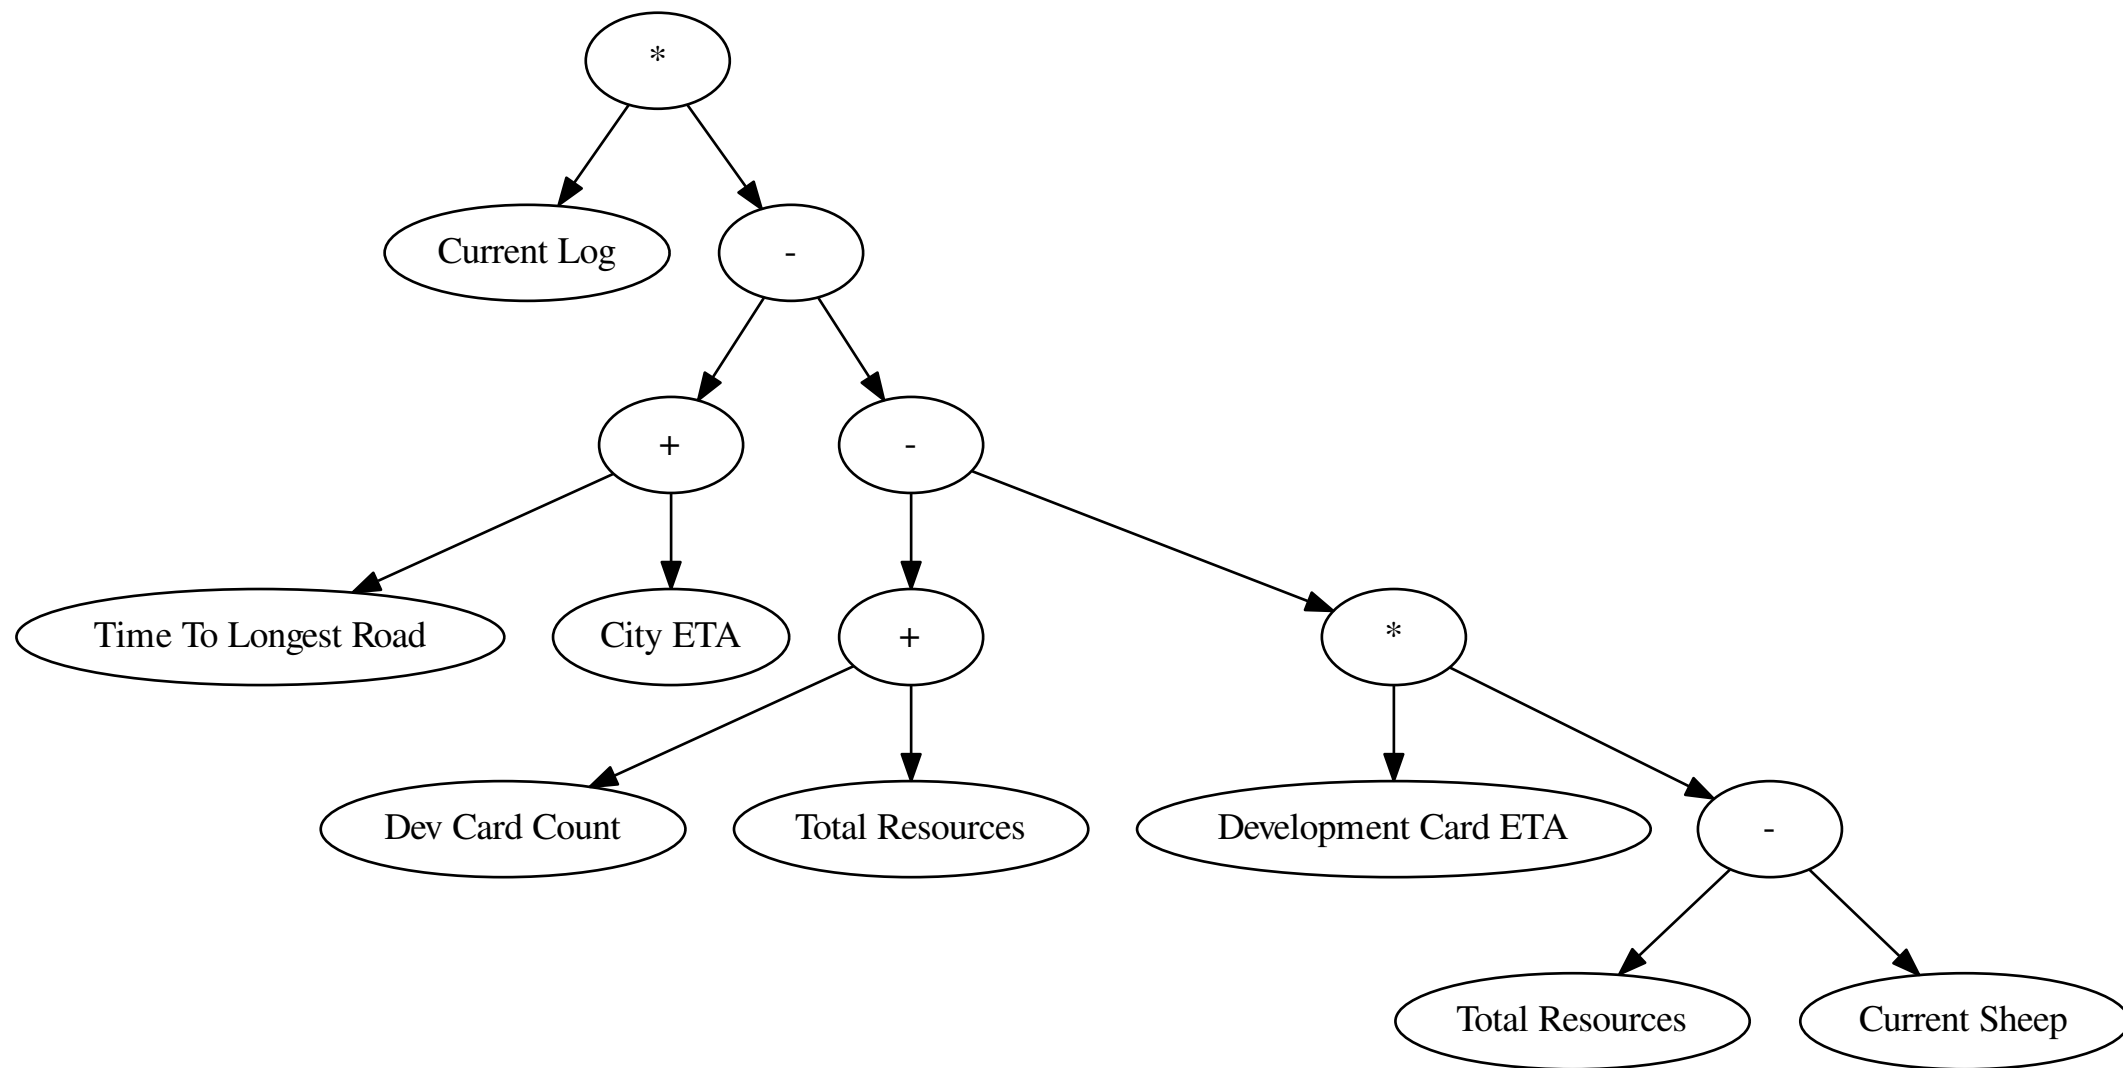 *
Current Log
-
+
-
Time To Longest Road
City ETA
+
*
Dev Card Count
Total Resources
Development Card ETA
-
Total Resources
Current Sheep